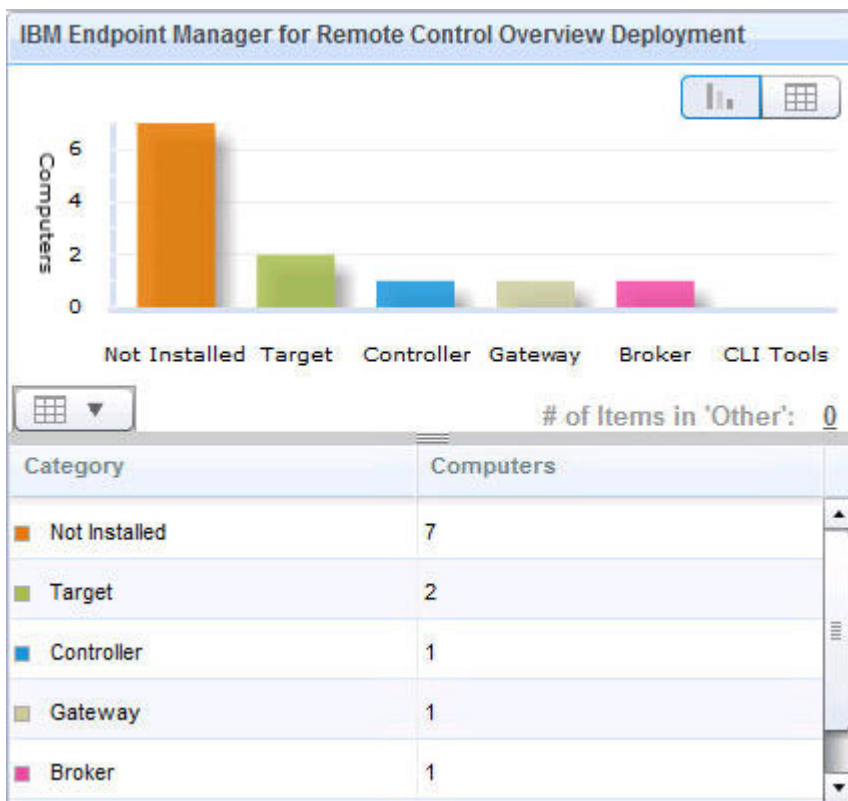 IBM Endpoint Manager for Remote Control Overview Deployment
Computers
6
4
2
0
Not Installed Target Controller Gateway Broker CLI Tools
# of Items in 'Other': 0
Category Computers
Not Installed 7
Target 2
Controller 1
Gateway 1
Broker 1